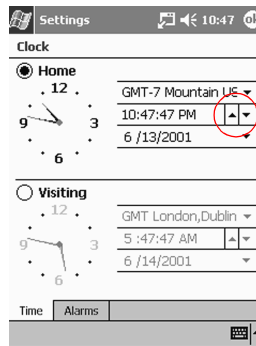 Settings 10:47 ok
Clock
Home
12
9 3
6
GMT-7 Mountain US
10:47:47 PM
6 /13/2001
Visiting
12
9 3
6
GMT London,Dublin
5 :47:47 AM
6 /14/2001
Time Alarms